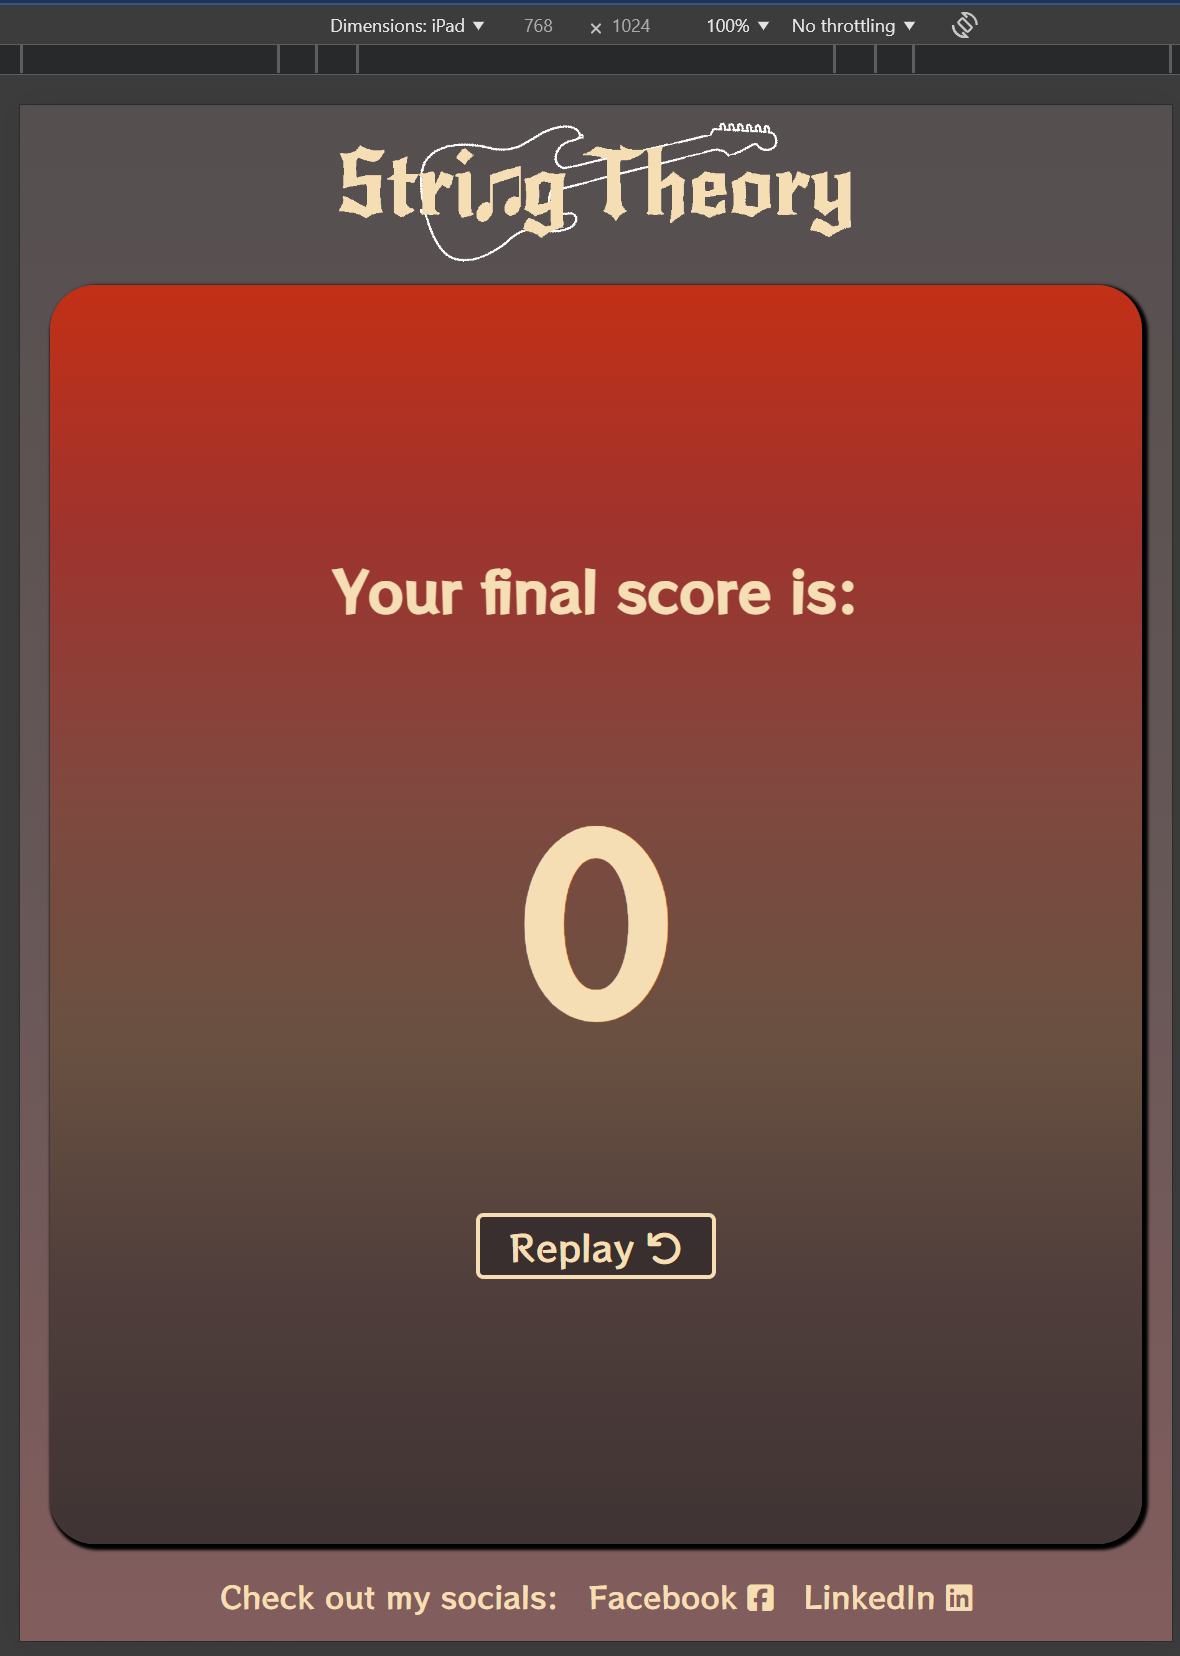 Dimensions: iPad ▼ 768 × 1024 100% ▼ No throttling ▼
String Theory
Your final score is:
0
Replay
Check out my socials: Facebook LinkedIn